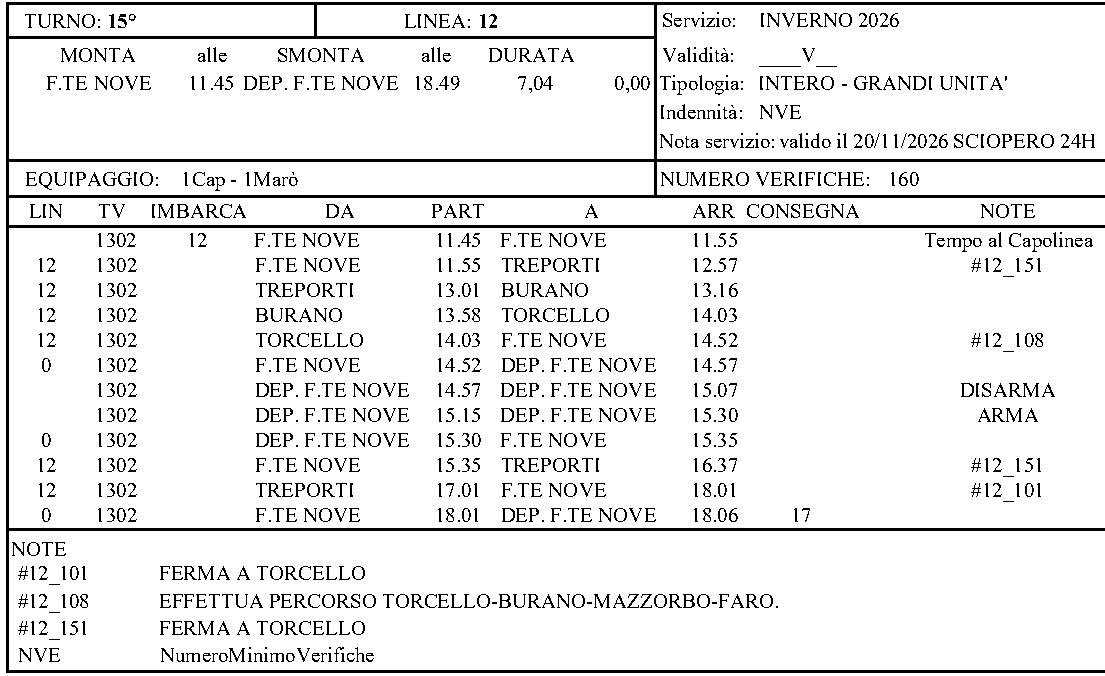 TURNO: 15° LINEA: 12 Servizio: INVERNO 2026
MONTA alle SMONTA alle DURATA Validità: ____V__
F.TE NOVE 11.45 DEP. F.TE NOVE 18.49 7,04 0,00 Tipologia: INTERO - GRANDI UNITA'
Indennità: NVE
Nota servizio: valido il 20/11/2026 SCIOPERO 24H
EQUIPAGGIO: 1Cap - 1Marò NUMERO VERIFICHE: 160
LIN TV IMBARCA DA PART A ARR CONSEGNA NOTE
1302 12 F.TE NOVE 11.45 F.TE NOVE 11.55 Tempo al Capolinea
12 1302 F.TE NOVE 11.55 TREPORTI 12.57 #12_151
12 1302 TREPORTI 13.01 BURANO 13.16
12 1302 BURANO 13.58 TORCELLO 14.03
12 1302 TORCELLO 14.03 F.TE NOVE 14.52 #12_108
0 1302 F.TE NOVE 14.52 DEP. F.TE NOVE 14.57
1302 DEP. F.TE NOVE 14.57 DEP. F.TE NOVE 15.07 DISARMA
1302 DEP. F.TE NOVE 15.15 DEP. F.TE NOVE 15.30 ARMA
0 1302 DEP. F.TE NOVE 15.30 F.TE NOVE 15.35
12 1302 F.TE NOVE 15.35 TREPORTI 16.37 #12_151
12 1302 TREPORTI 17.01 F.TE NOVE 18.01 #12_101
0 1302 F.TE NOVE 18.01 DEP. F.TE NOVE 18.06 17
NOTE
#12_101 FERMA A TORCELLO
#12_108 EFFETTUA PERCORSO TORCELLO-BURANO-MAZZORBO-FARO.
#12_151 FERMA A TORCELLO
NVE NumeroMinimoVerifiche